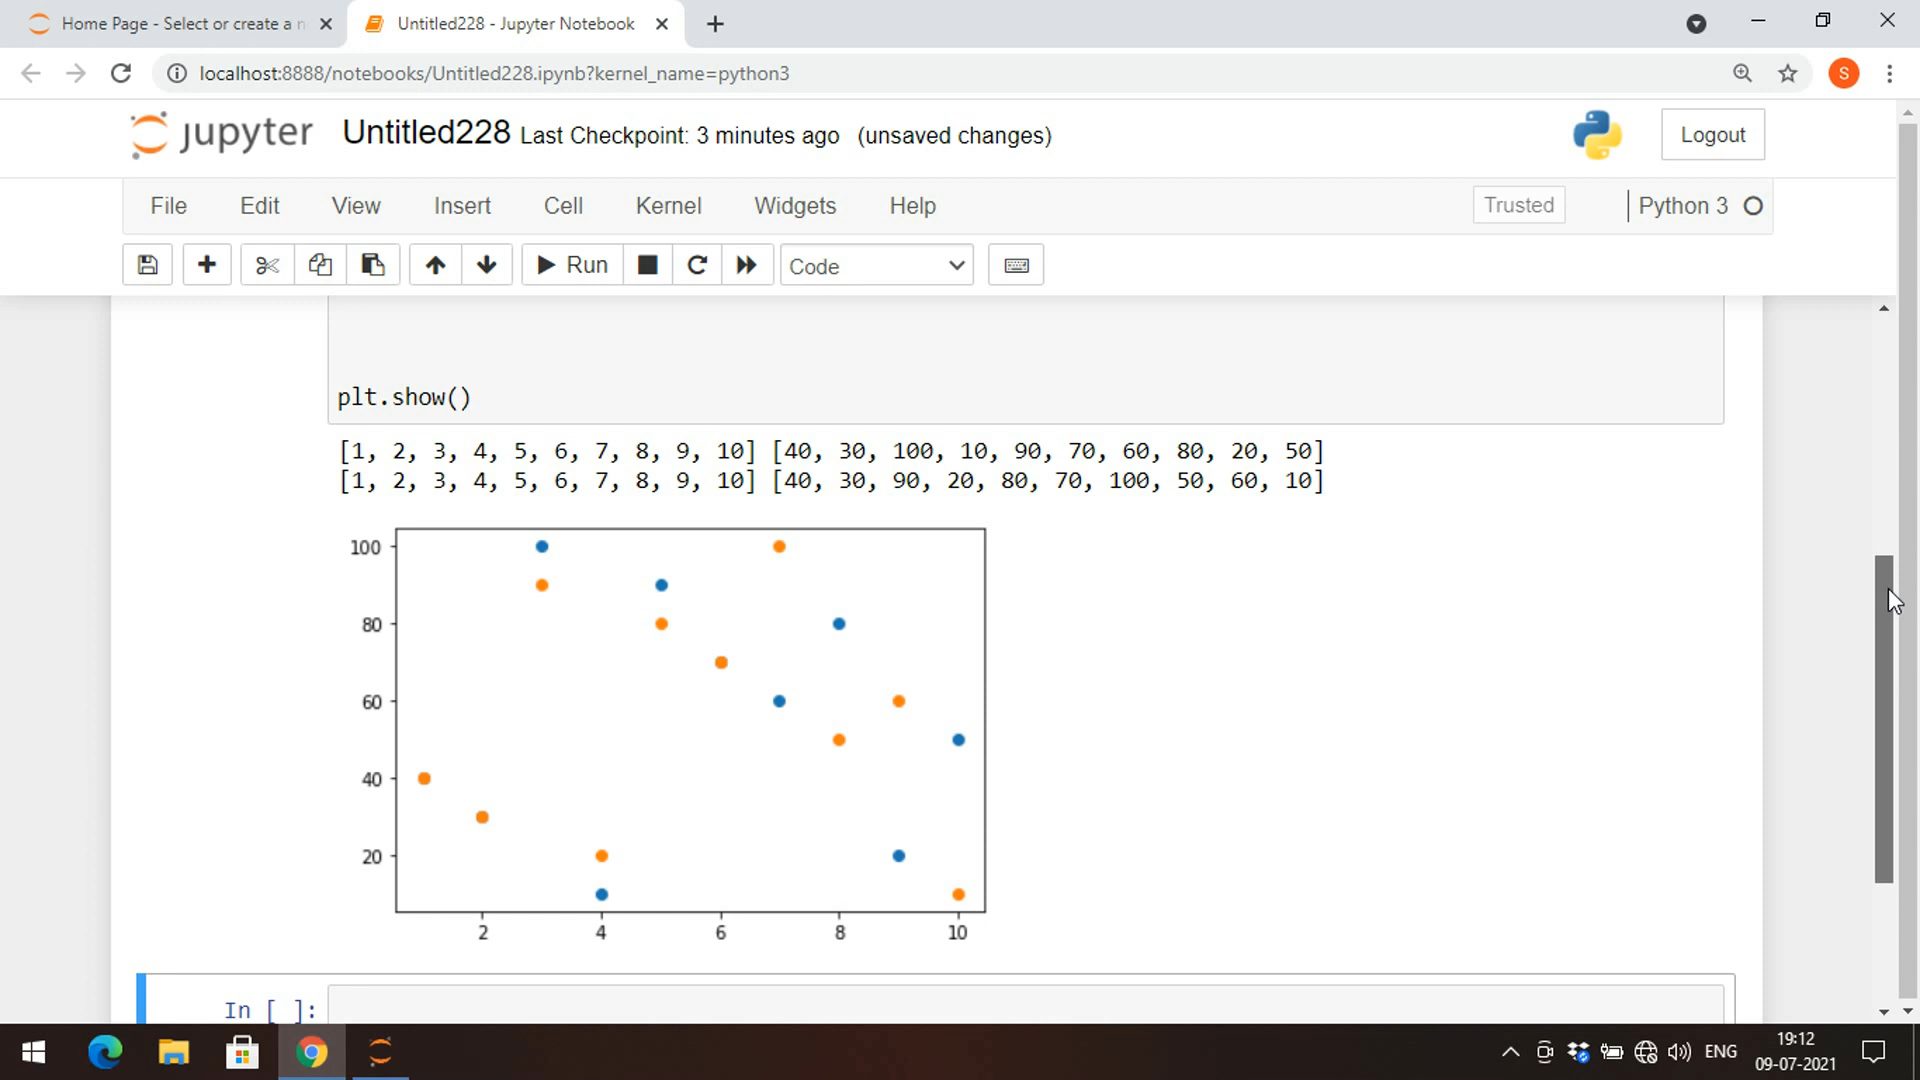 Home Page - Select or create a n
Untitled228 - Jupyter Notebook
localhost:8888/notebooks/Untitled228.ipynb?kernel_name=python3
S
jupyter Untitled228 Last Checkpoint: 3 minutes ago (unsaved changes)
Logout
File Edit View Insert Cell Kernel Widgets Help
Trusted
Python 3
Run
Code
plt.show()
[1, 2, 3, 4, 5, 6, 7, 8, 9, 10] [40, 30, 100, 10, 90, 70, 60, 80, 20, 50]
[1, 2, 3, 4, 5, 6, 7, 8, 9, 10] [40, 30, 90, 20, 80, 70, 100, 50, 60, 10]
100
80
60
40
20
2 4 6 8 10
In [ ]:
ENG
19:12
09-07-2021